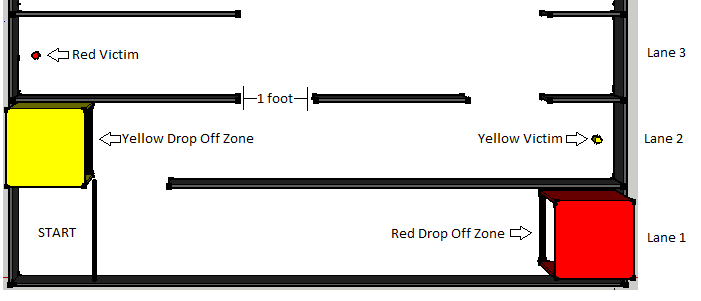 Red Victim
Lane 3
1 foot
Yellow Drop Off Zone
Yellow Victim
Lane 2
START
Red Drop Off Zone
Lane 1